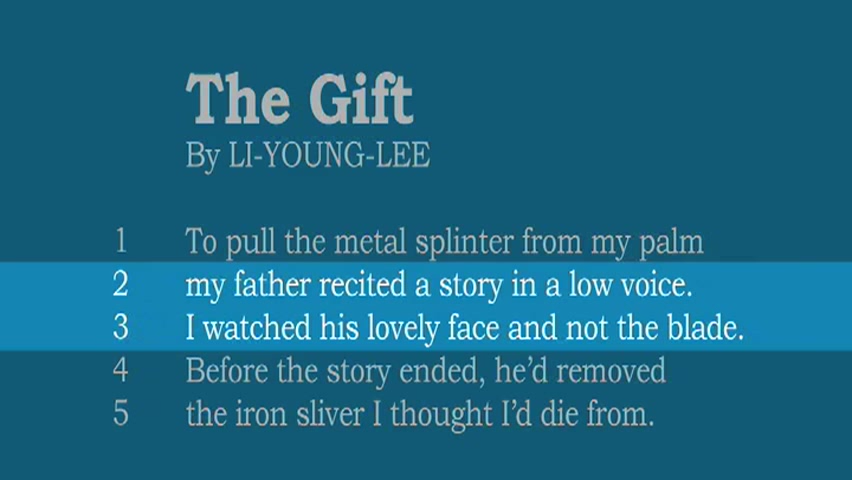 The Gift
By LI-YOUNG-LEE
1 To pull the metal splinter from my palm
2 my father recited a story in a low voice.
3 I watched his lovely face and not the blade.
4 Before the story ended, he’d removed
5 the iron sliver I thought I’d die from.